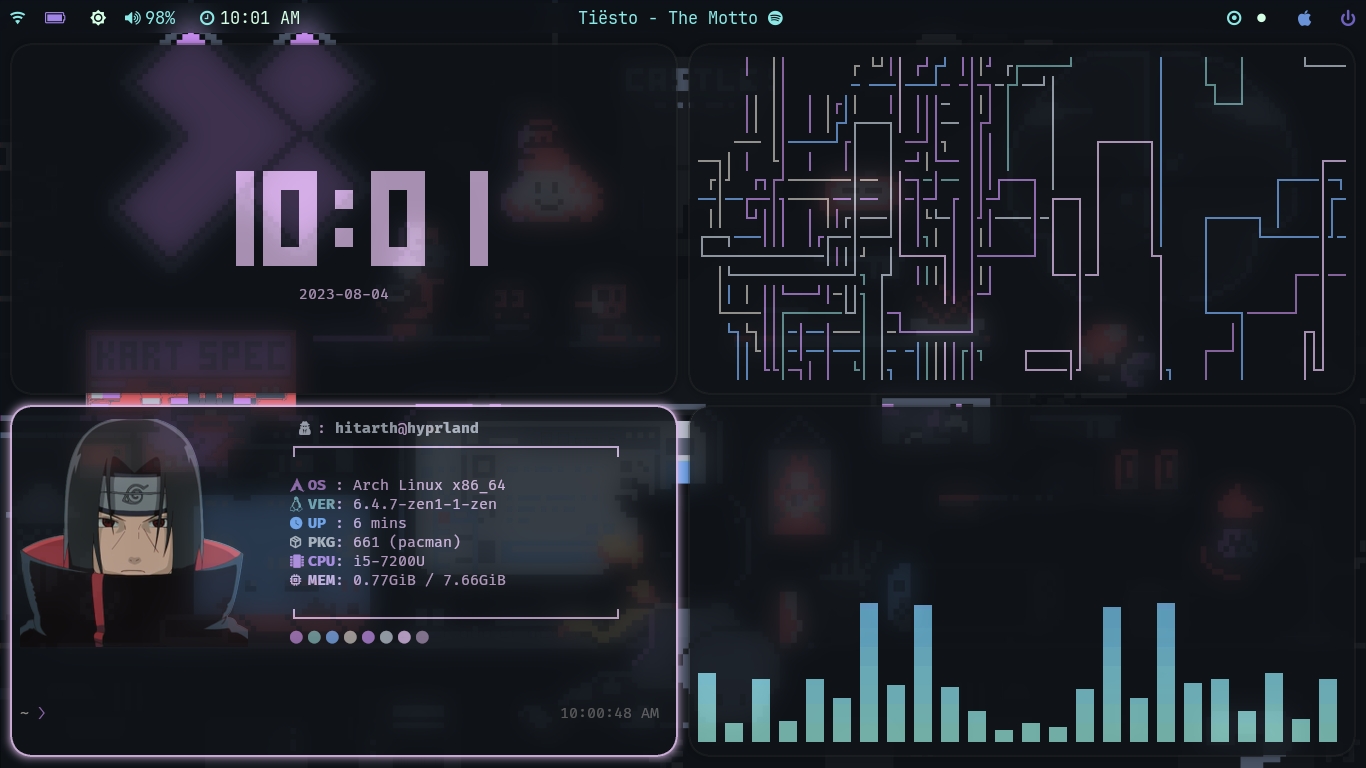 98% 10:01 AM Tiësto - The Motto
10:01
2023-08-04
KART SPEC
: hitarth@hyprland
OS : Arch Linux x86_64
VER: 6.4.7-zen1-1-zen
UP : 6 mins
PKG: 661 (pacman)
CPU: i5-7200U
MEM: 0.77GiB / 7.66GiB
~ ❯ 10:00:48 AM